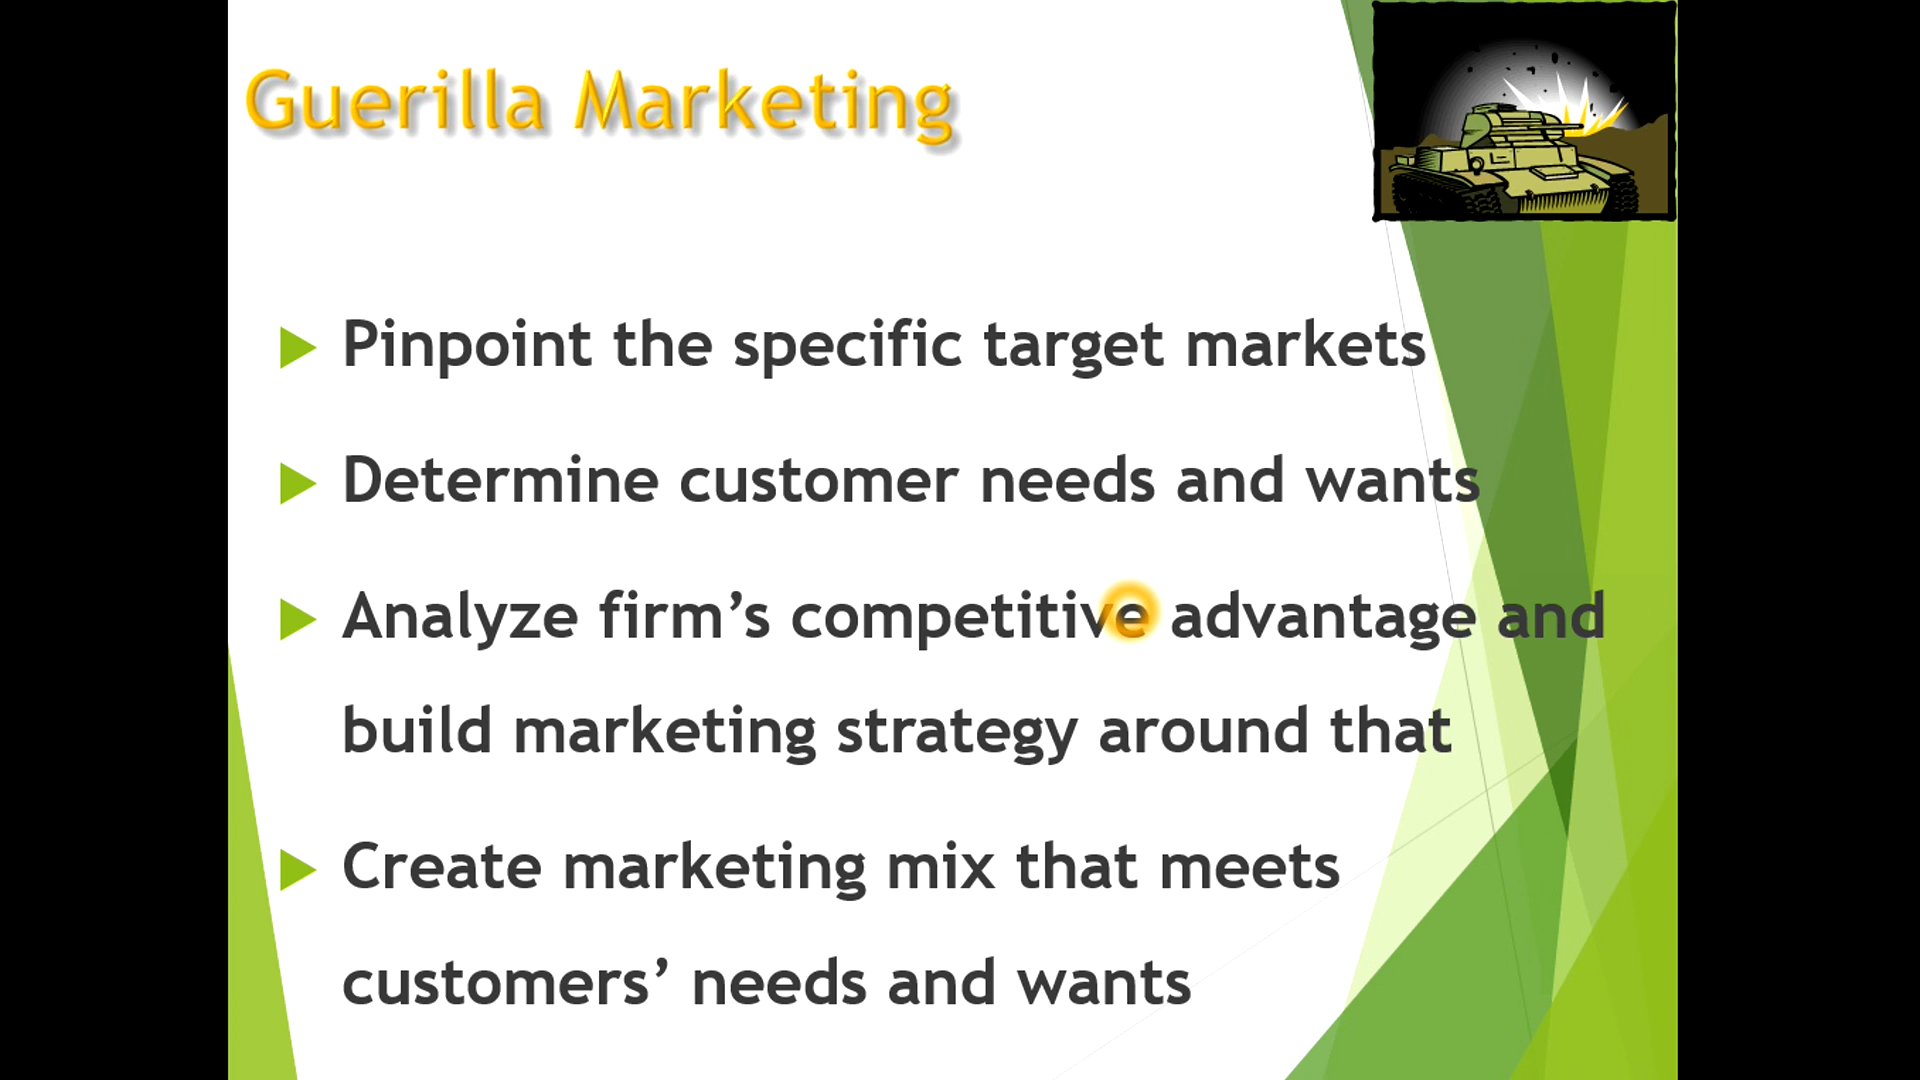 Guerilla Marketing
Pinpoint the specific target markets
Determine customer needs and wants
Analyze firm’s competitive advantage and
build marketing strategy around that
Create marketing mix that meets
customers’ needs and wants